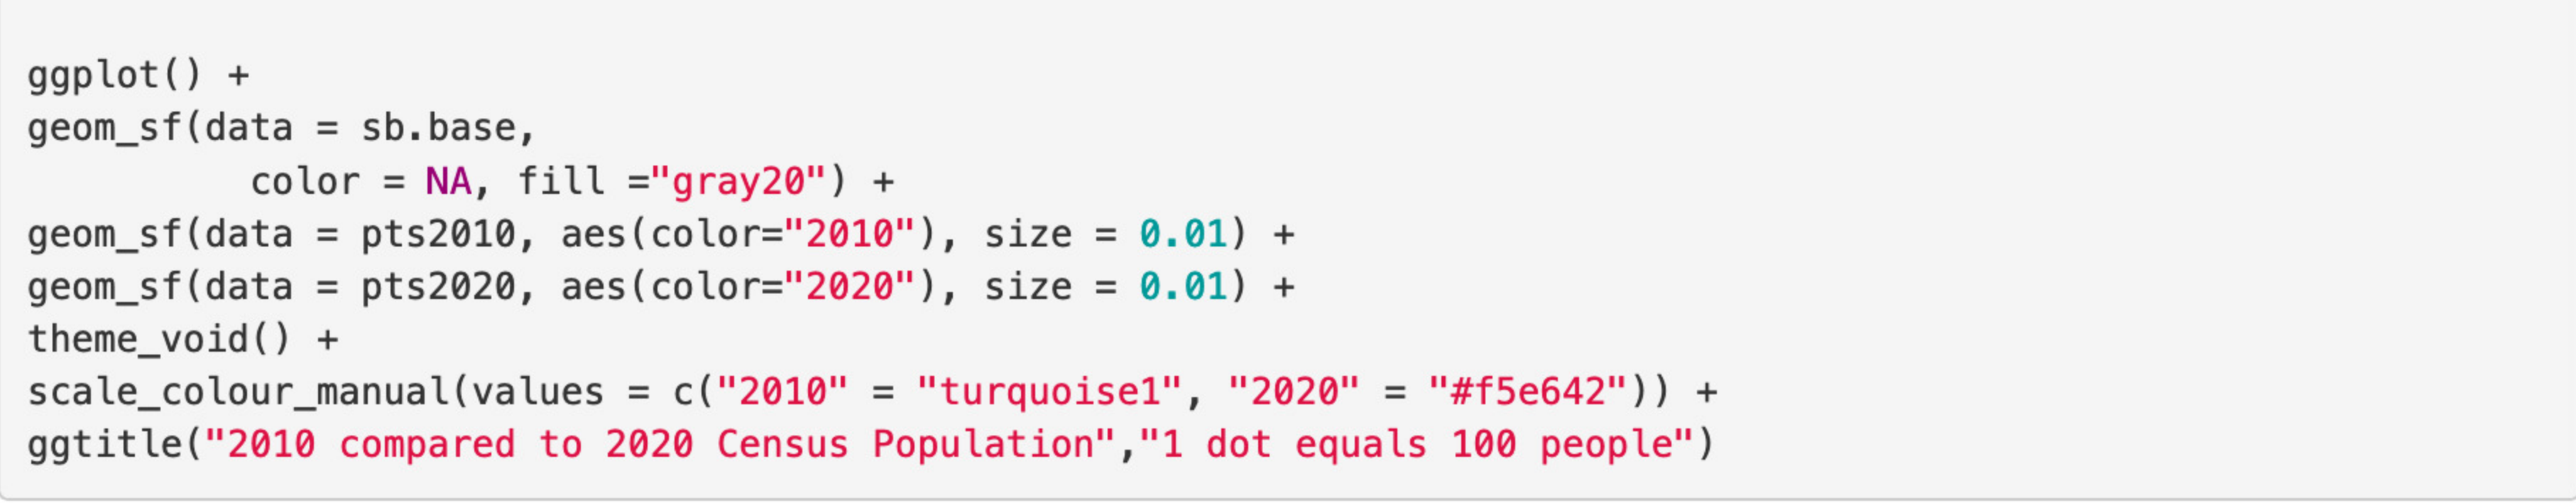 ggplot() +
geom_sf(data = sb.base,
          color = NA, fill ="gray20") +
geom_sf(data = pts2010, aes(color="2010"), size = 0.01) +
geom_sf(data = pts2020, aes(color="2020"), size = 0.01) +
theme_void() +
scale_colour_manual(values = c("2010" = "turquoise1", "2020" = "#f5e642")) +
ggtitle("2010 compared to 2020 Census Population","1 dot equals 100 people")